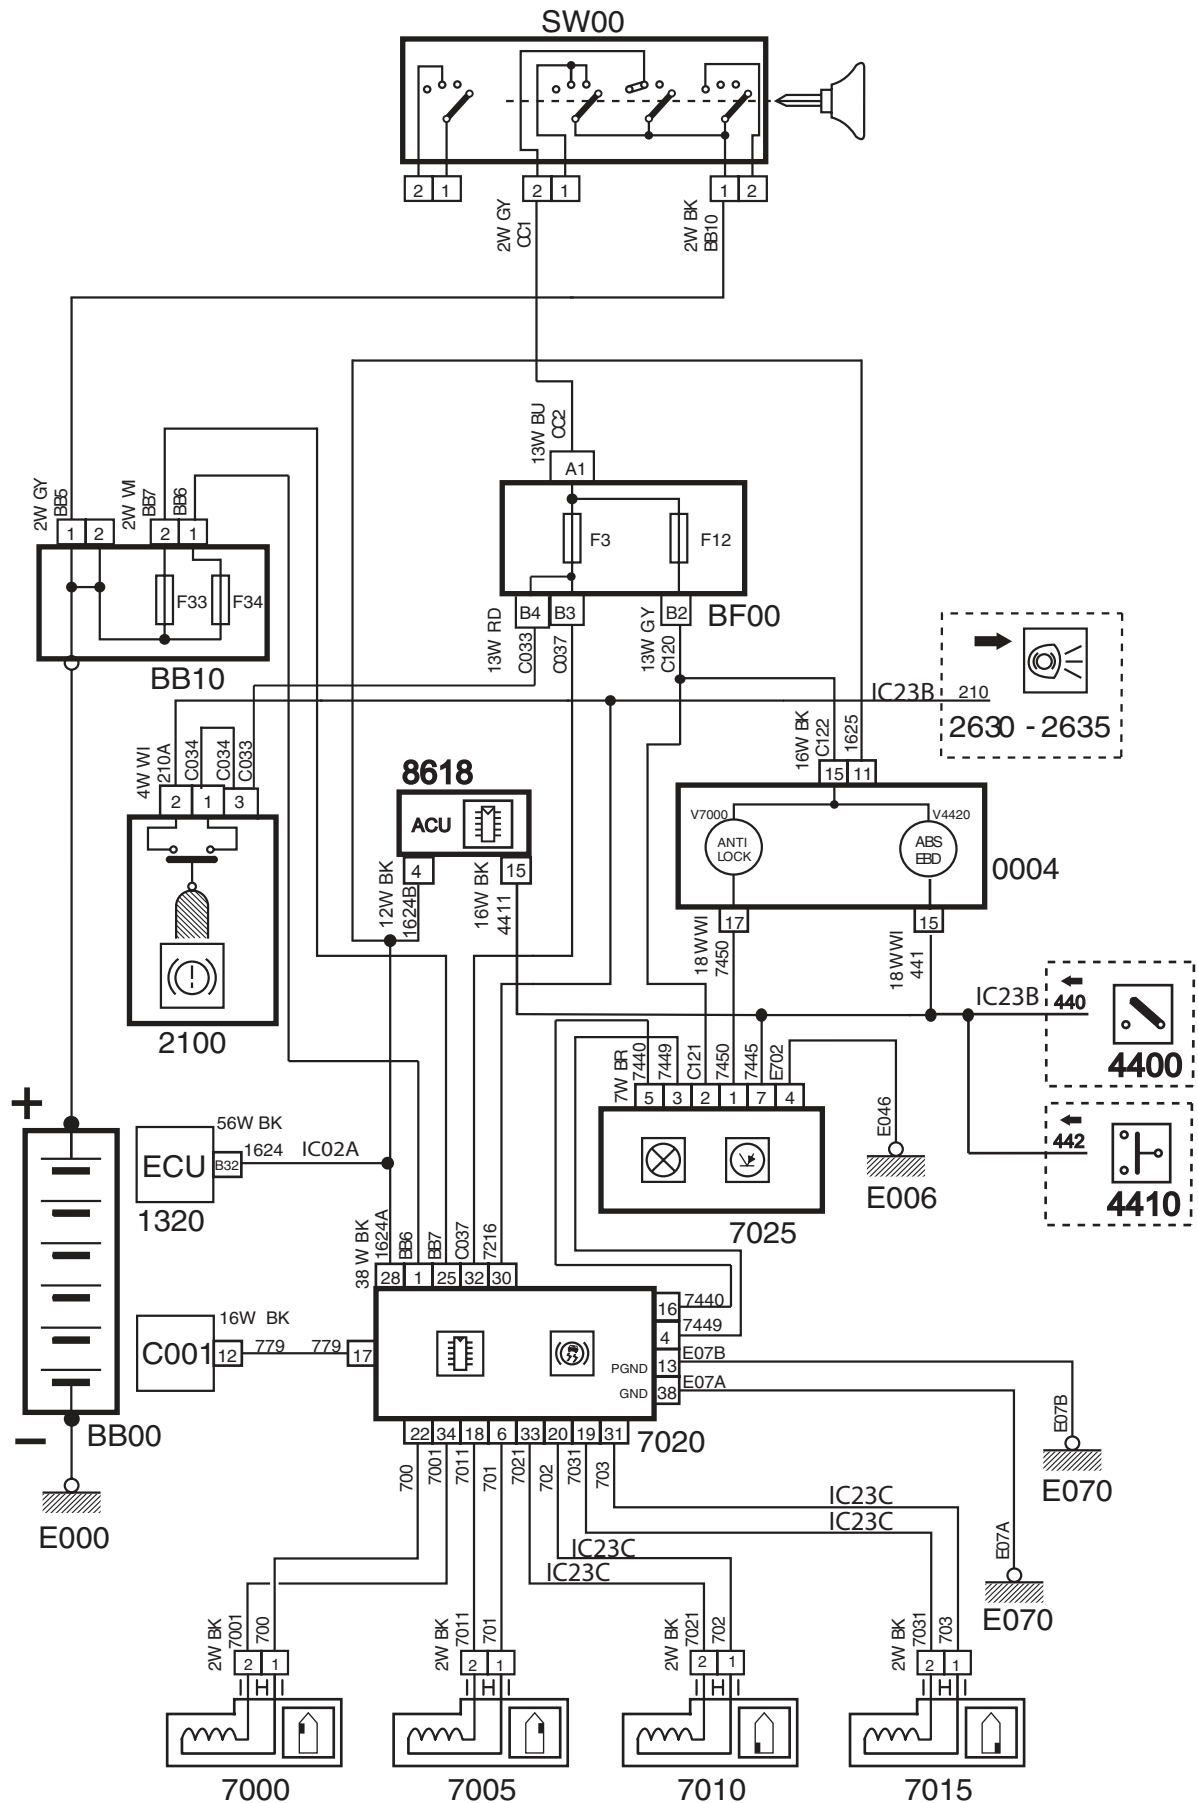 SW00
2 1 2 1 1 2
2W GY
CC1
2W BK
BB10
13W BU
CC2
A1
F3
F12
B4 B3 B2
BF00
13W RD
C033
C037
13W GY
C120
2W GY
BB5
2W WI
BB7
BB6
1 2 2 1
F33 F34
BB10
IC23B 210
2630 - 2635
4W WI
210A
C034
C034
C033
2 1 3
2100
8618
ACU
4 15
12W BK
1624B
16W BK
4411
16W BK
C122
1625
15 11
V7000 V4420
ANTI
LOCK
ABS
EBD
0004
17 15
18WWI
7450
18WWI
441
IC23B
440
4400
442
4410
7W BR
7440
7449
C121
7450
7445
E702
5 3 2 1 7 4
7025
E046
E006
+
BB00
−
E000
56W BK
ECU B32 1624 IC02A
1320
16W BK
C001 12 779 779 17
38 W BK
1624A
BB6
BB7
C037
7216
28 1 25 32 30
16 7440
4 7449
PGND 13 E07B
GND 38 E07A
7020
22 34 18 6 33 20 19 31
700
7001
7011
701
7021
702
7031
703
E07B
E070
E07A
E070
IC23C
IC23C
IC23C
IC23C
2W BK
7001
700
2 1
7000
2W BK
7011
701
2 1
7005
2W BK
7021
702
2 1
7010
2W BK
7031
703
2 1
7015